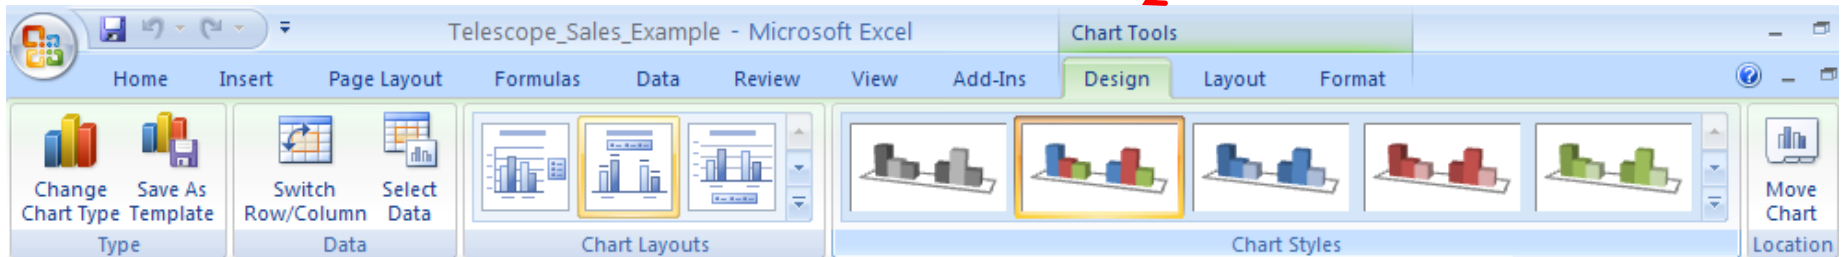 Telescope_Sales_Example - Microsoft Excel
Chart Tools
Home Insert Page Layout Formulas Data Review View Add-Ins Design Layout Format
Change Chart Type
Save As Template
Switch Row/Column
Select Data
Move Chart
Type
Data
Chart Layouts
Chart Styles
Location